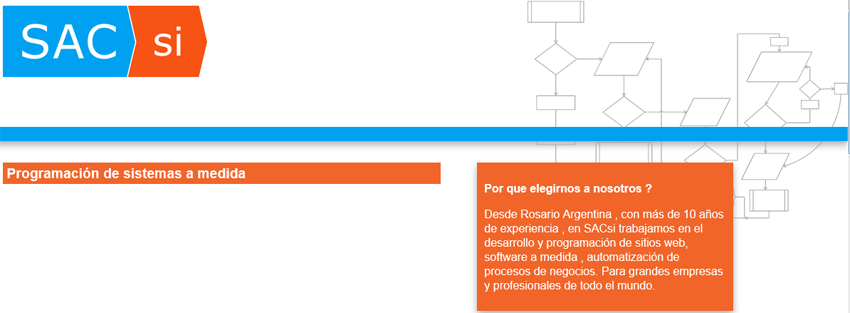 SAC si
Programación de sistemas a medida
Por que elegirnos a nosotros ?
Desde Rosario Argentina , con más de 10 años
de experiencia , en SACsi trabajamos en el
desarrollo y programación de sitios web,
software a medida , automatización de
procesos de negocios. Para grandes empresas
y profesionales de todo el mundo.